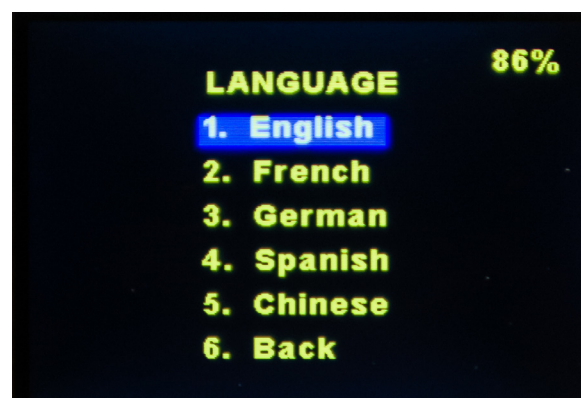 86%
LANGUAGE
1. English
2. French
3. German
4. Spanish
5. Chinese
6. Back